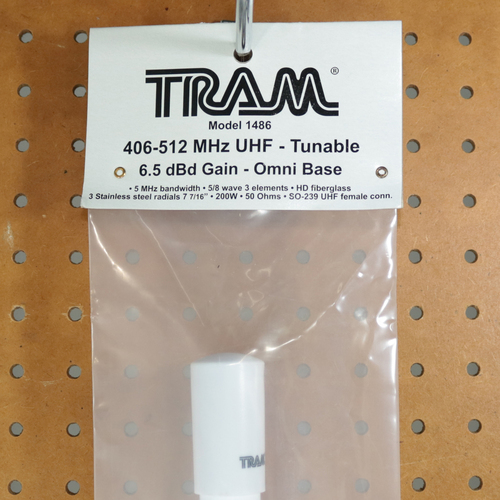 TRAM®
Model 1486
406-512 MHz UHF - Tunable
6.5 dBd Gain - Omni Base
• 5 MHz bandwidth • 5/8 wave 3 elements • HD fiberglass
3 Stainless steel radials 7 7/16" • 200W • 50 Ohms • SO-239 UHF female conn.
TRAM